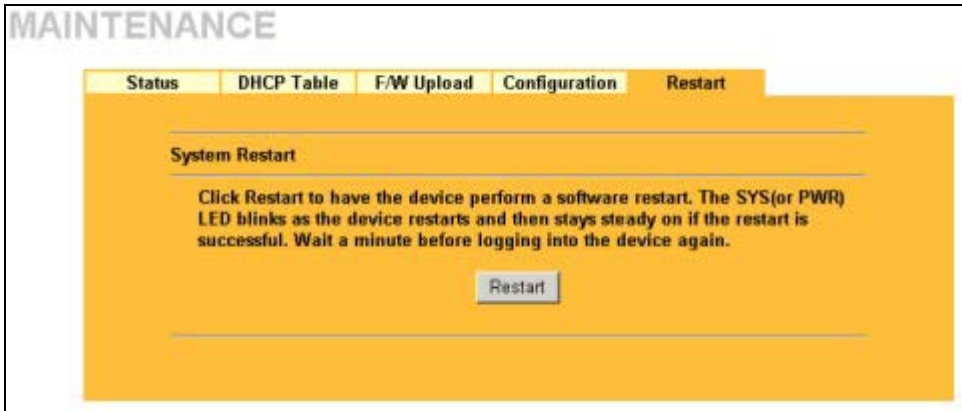 MAINTENANCE
Status DHCP Table F/W Upload Configuration Restart
System Restart
Click Restart to have the device perform a software restart. The SYS(or PWR)
LED blinks as the device restarts and then stays steady on if the restart is
successful. Wait a minute before logging into the device again.
Restart